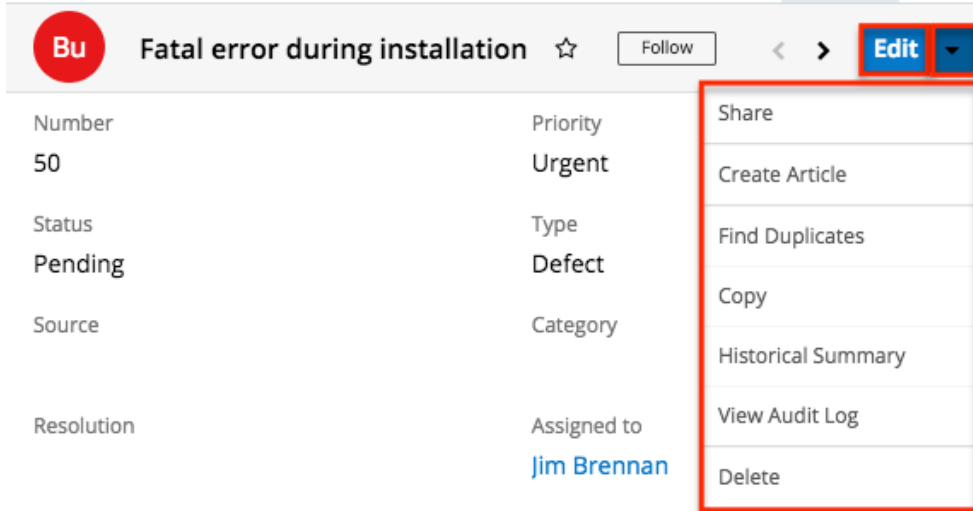 Bu Fatal error during installation Follow Edit
Number
50
Priority
Urgent
Status
Pending
Type
Defect
Source
Category
Resolution
Assigned to
Jim Brennan
Share
Create Article
Find Duplicates
Copy
Historical Summary
View Audit Log
Delete